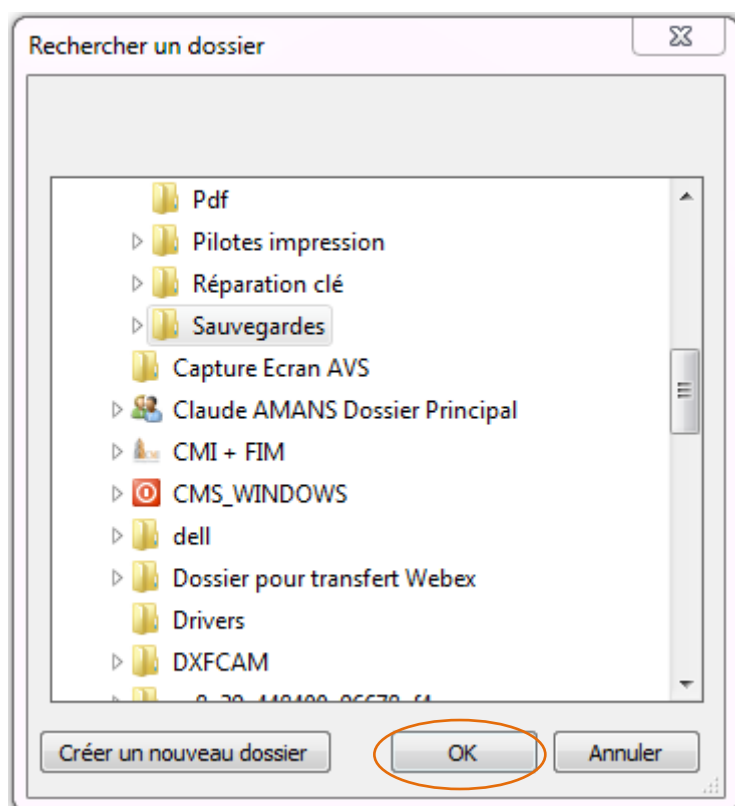 Rechercher un dossier
Pdf
Pilotes impression
Réparation clé
Sauvegardes
Capture Ecran AVS
Claude AMANS Dossier Principal
CMI + FIM
CMS_WINDOWS
dell
Dossier pour transfert Webex
Drivers
DXFCAM
Créer un nouveau dossier
OK
Annuler